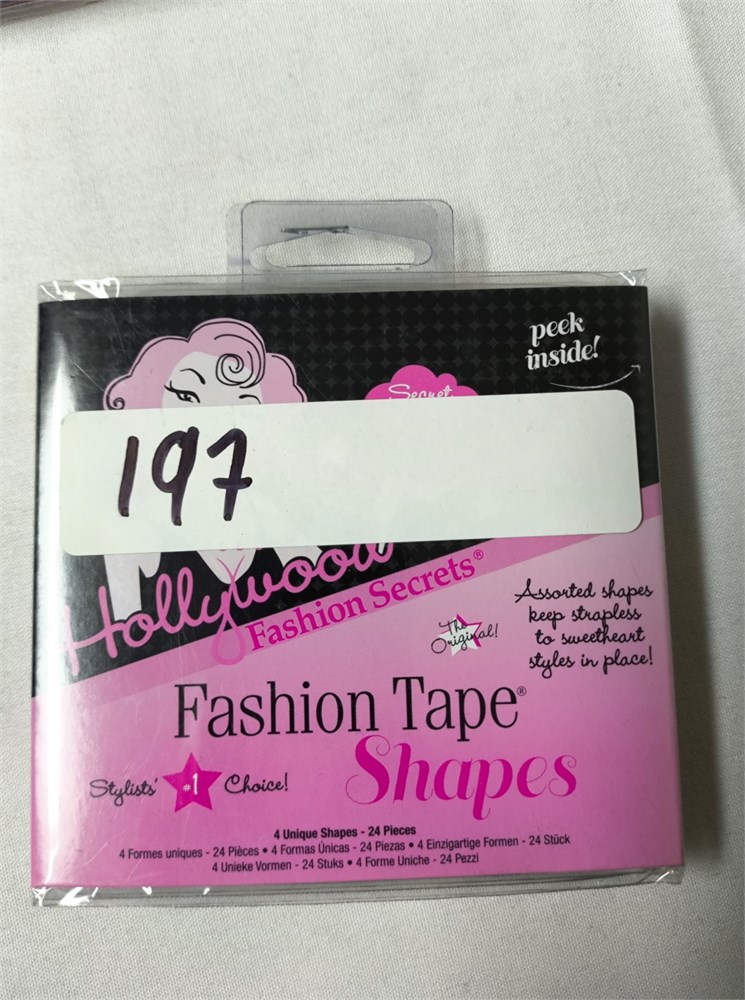 peek
inside!
Secret
197
Hollywood
Fashion Secrets®
The
Original!
Assorted shapes
keep strapless
to sweetheart
styles in place!
Fashion Tape®
Shapes
Stylists' #1 Choice!
4 Unique Shapes - 24 Pieces
4 Formes uniques - 24 Pièces • 4 Formas Únicas - 24 Piezas • 4 Einzigartige Formen - 24 Stück
4 Unieke Vormen - 24 Stuks • 4 Forme Uniche - 24 Pezzi